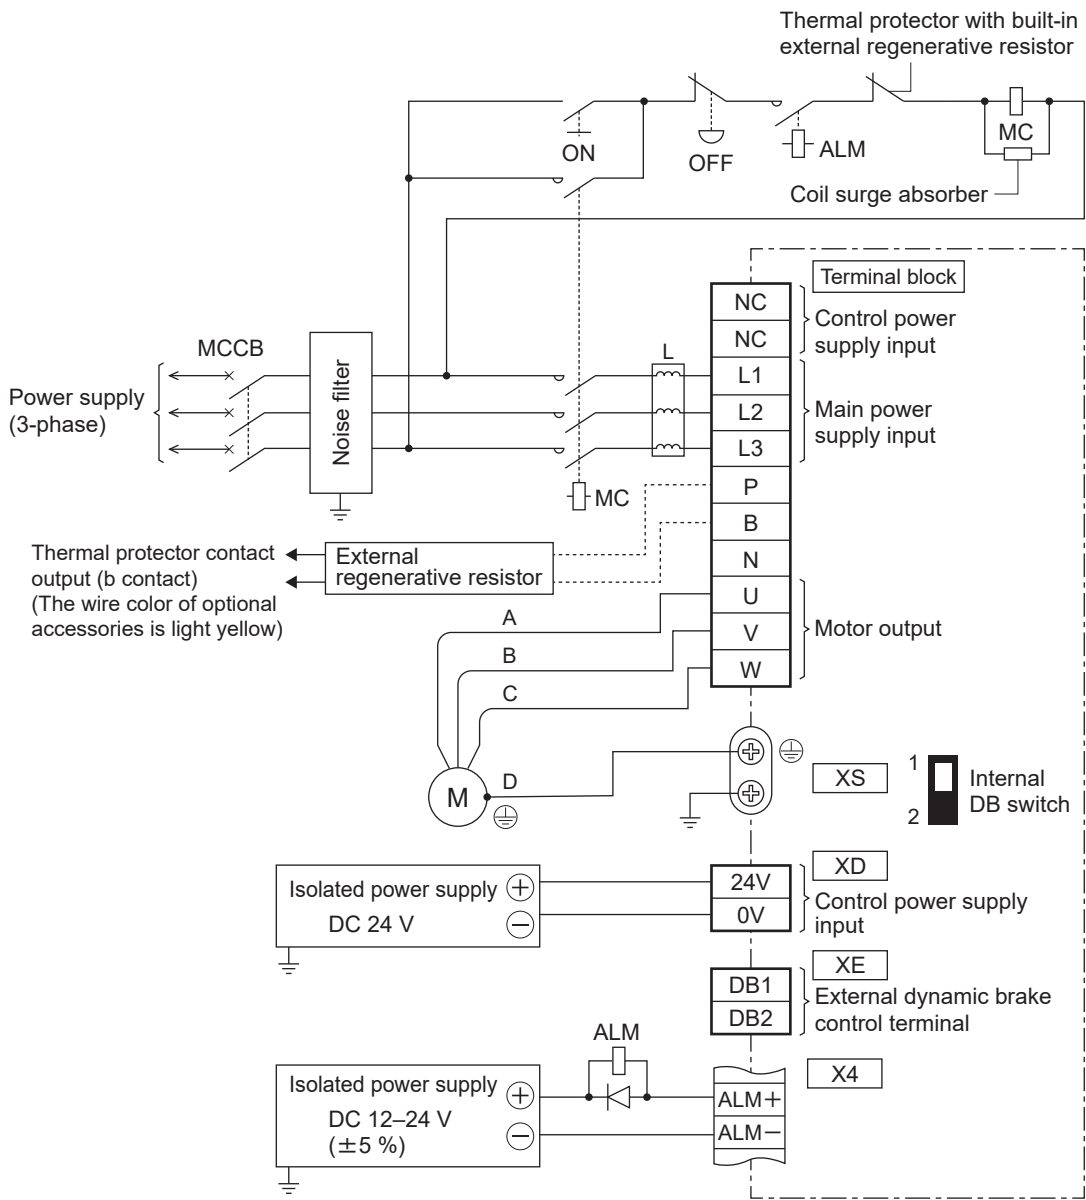 Thermal protector with built-in
external regenerative resistor
ON
OFF
ALM
MC
Coil surge absorber
Terminal block
NC
NC
Control power
supply input
MCCB
Noise filter
L
L1
L2
L3
Main power
supply input
Power supply
(3-phase)
MC
P
B
N
Thermal protector contact
output (b contact)
(The wire color of optional
accessories is light yellow)
External
regenerative resistor
U
V
W
Motor output
A
B
C
M
D
XS
1
2
Internal
DB switch
Isolated power supply
DC 24 V
24V
0V
XD
Control power supply
input
XE
DB1
DB2
External dynamic brake
control terminal
ALM
X4
Isolated power supply
DC 12–24 V
(±5 %)
ALM+
ALM−